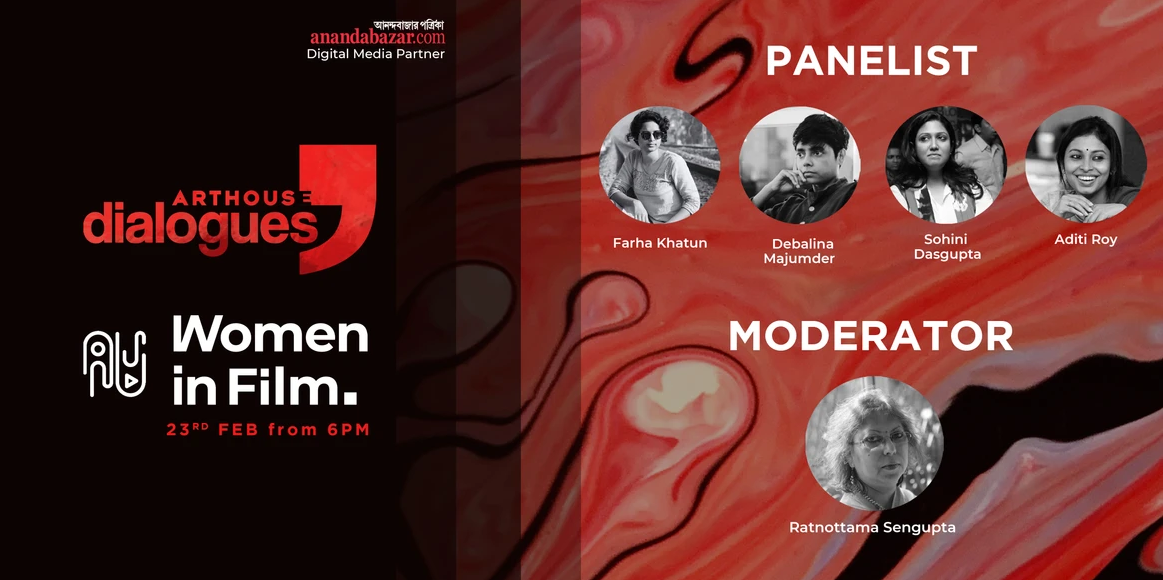 আনন্দবাজার পত্রিকা
anandabazar.com
Digital Media Partner
ARTHOUSE
dialogues
Women
in Film.
23RD FEB from 6PM
PANELIST
Farha Khatun
Debalina
Majumder
Sohini
Dasgupta
Aditi Roy
MODERATOR
Ratnottama Sengupta